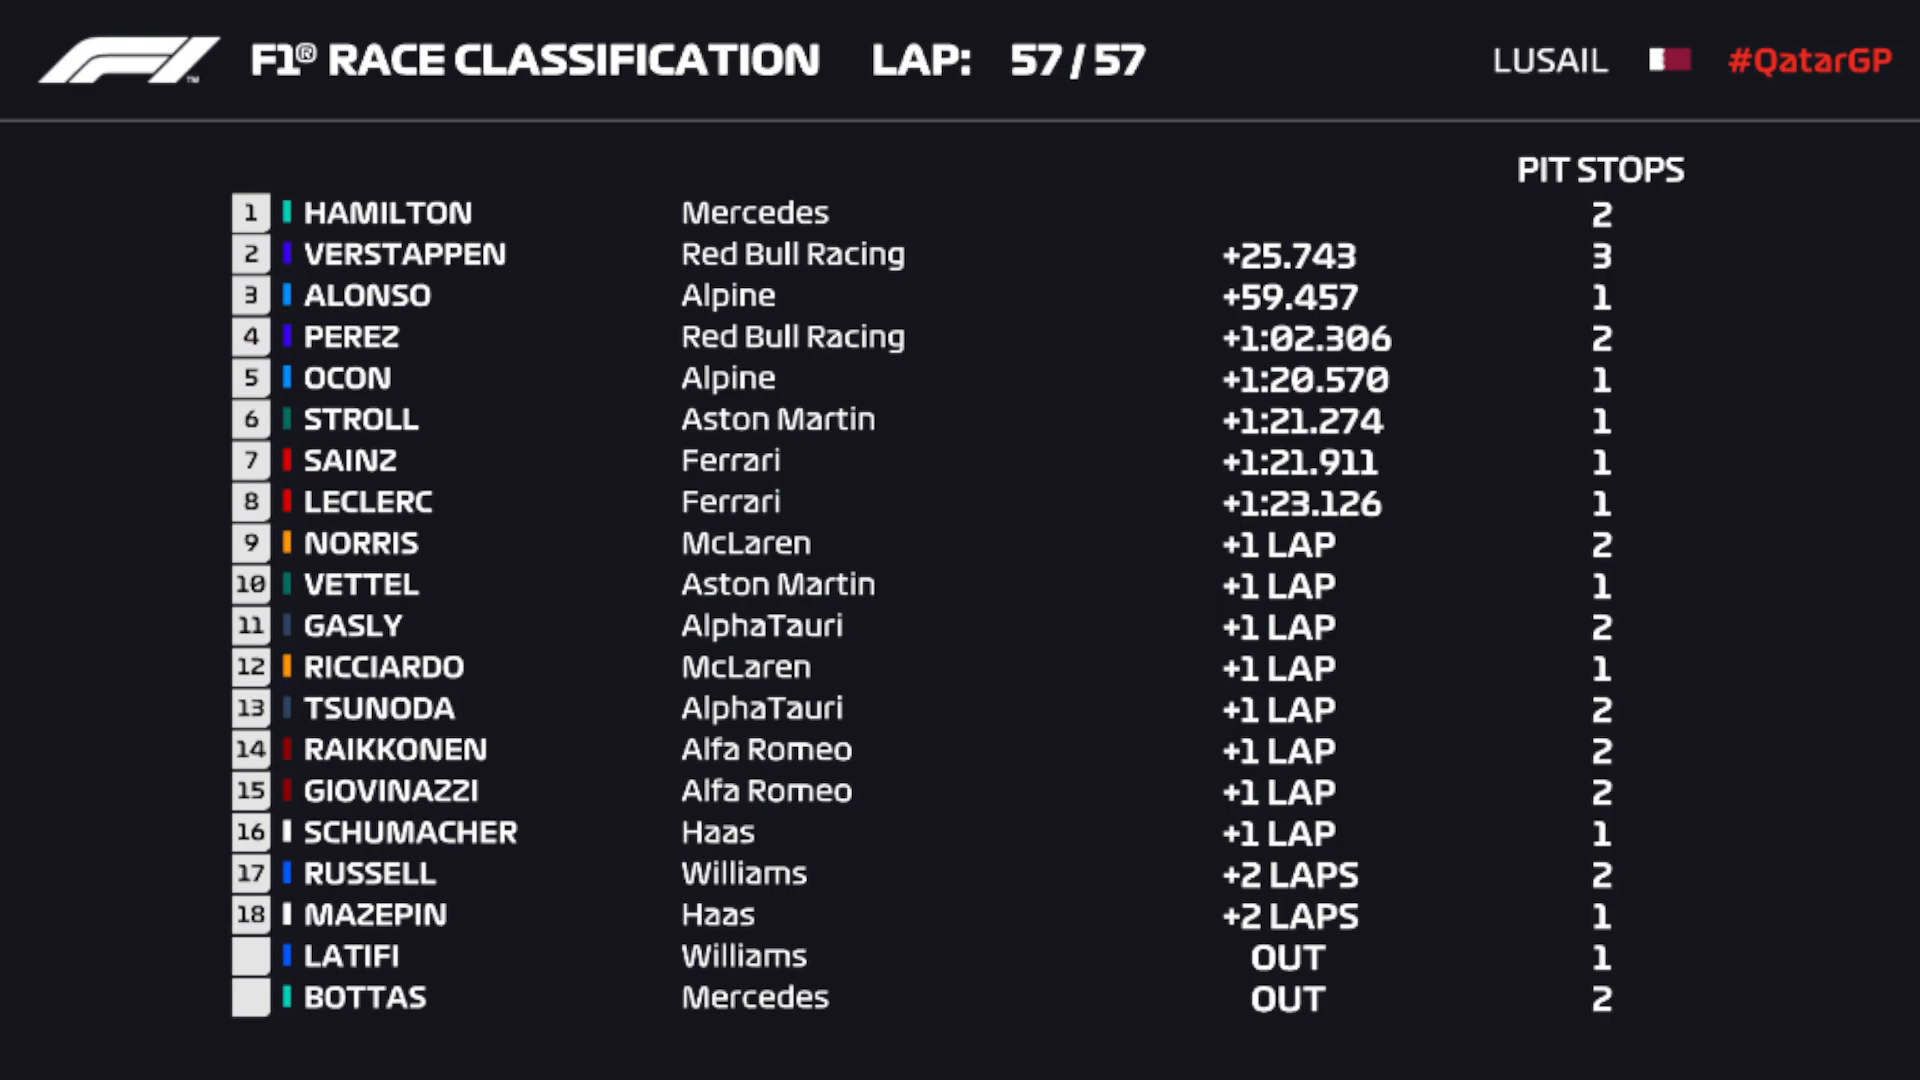 F1™ F1® RACE CLASSIFICATION LAP: 57 / 57 LUSAIL #QatarGP
PIT STOPS
1 HAMILTON Mercedes 2
2 VERSTAPPEN Red Bull Racing +25.743 3
3 ALONSO Alpine +59.457 1
4 PEREZ Red Bull Racing +1:02.306 2
5 OCON Alpine +1:20.570 1
6 STROLL Aston Martin +1:21.274 1
7 SAINZ Ferrari +1:21.911 1
8 LECLERC Ferrari +1:23.126 1
9 NORRIS McLaren +1 LAP 2
10 VETTEL Aston Martin +1 LAP 1
11 GASLY AlphaTauri +1 LAP 2
12 RICCIARDO McLaren +1 LAP 1
13 TSUNODA AlphaTauri +1 LAP 2
14 RAIKKONEN Alfa Romeo +1 LAP 2
15 GIOVINAZZI Alfa Romeo +1 LAP 2
16 SCHUMACHER Haas +1 LAP 1
17 RUSSELL Williams +2 LAPS 2
18 MAZEPIN Haas +2 LAPS 1
LATIFI Williams OUT 1
BOTTAS Mercedes OUT 2